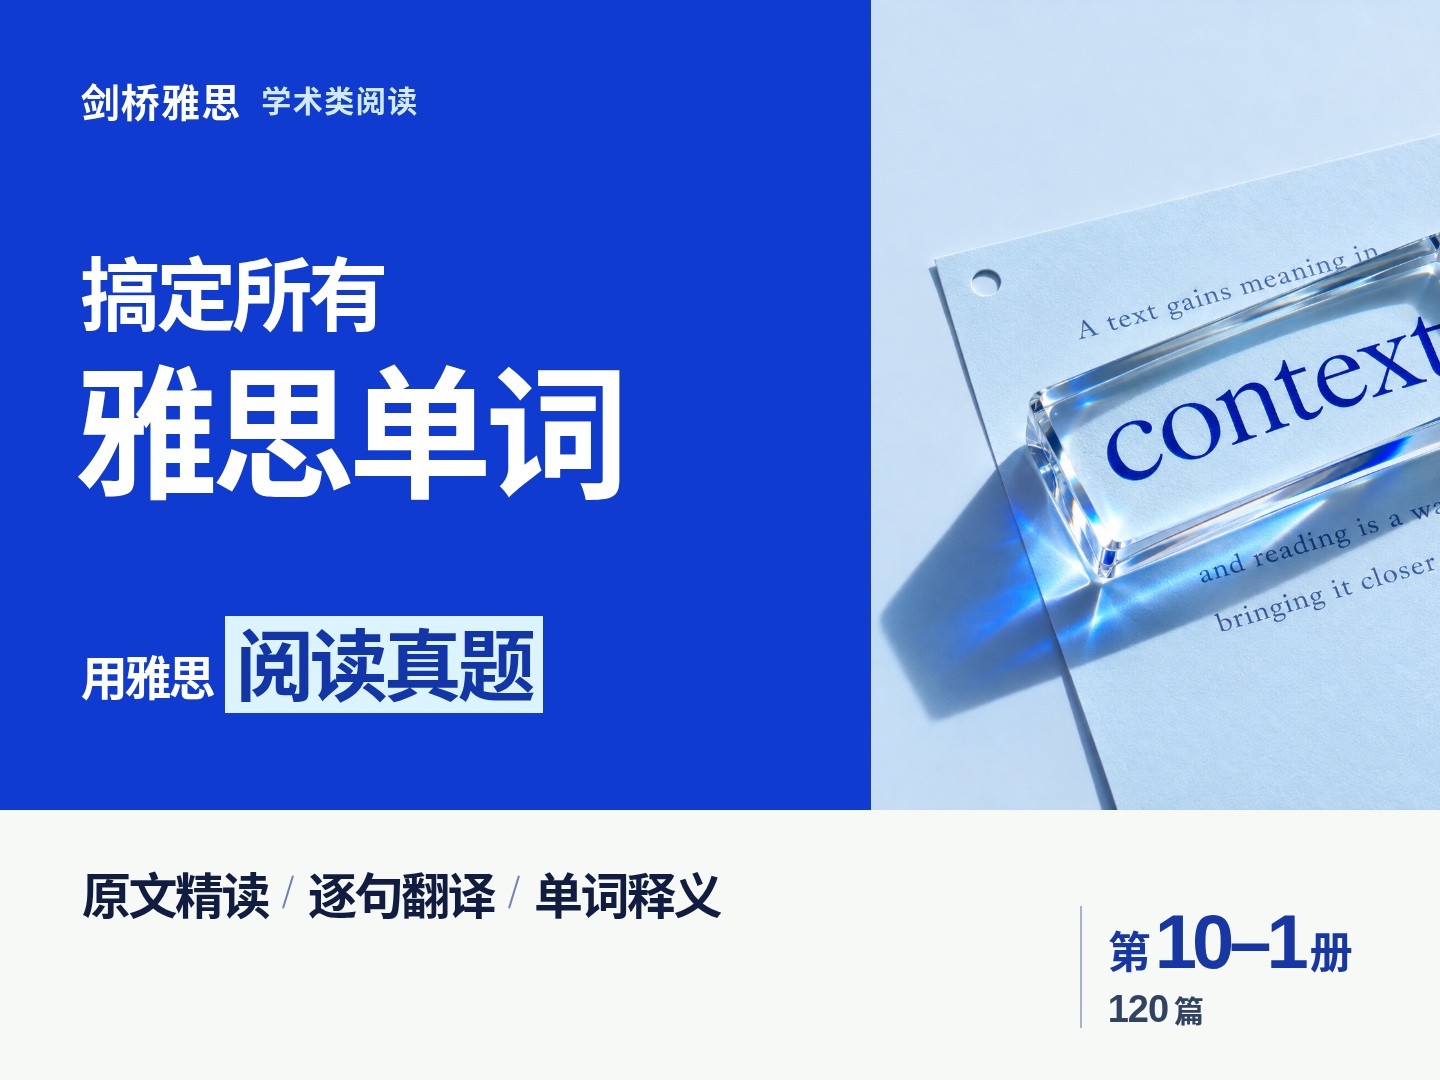 剑桥雅思 学术类阅读
搞定所有
雅思单词
用雅思 阅读真题
A text gains meaning in
context
and reading is a
bringing it closer
原文精读 / 逐句翻译 / 单词释义
第10–1册
120篇